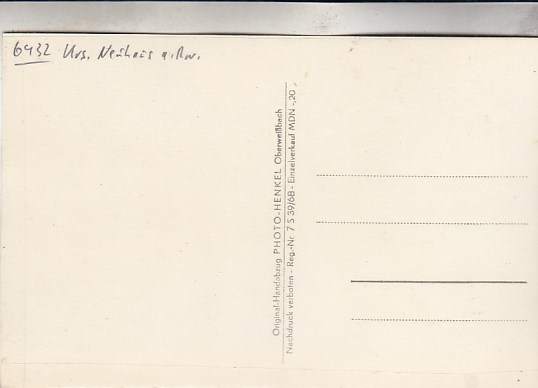 6432 Krs. Neuhaus a. Rw.
Original-Handabzug PHOTO-HENKEL Oberweißbach
Nachdruck verboten - Reg.-Nr 7 S 39/68 - Einzelverkauf MDN -,20